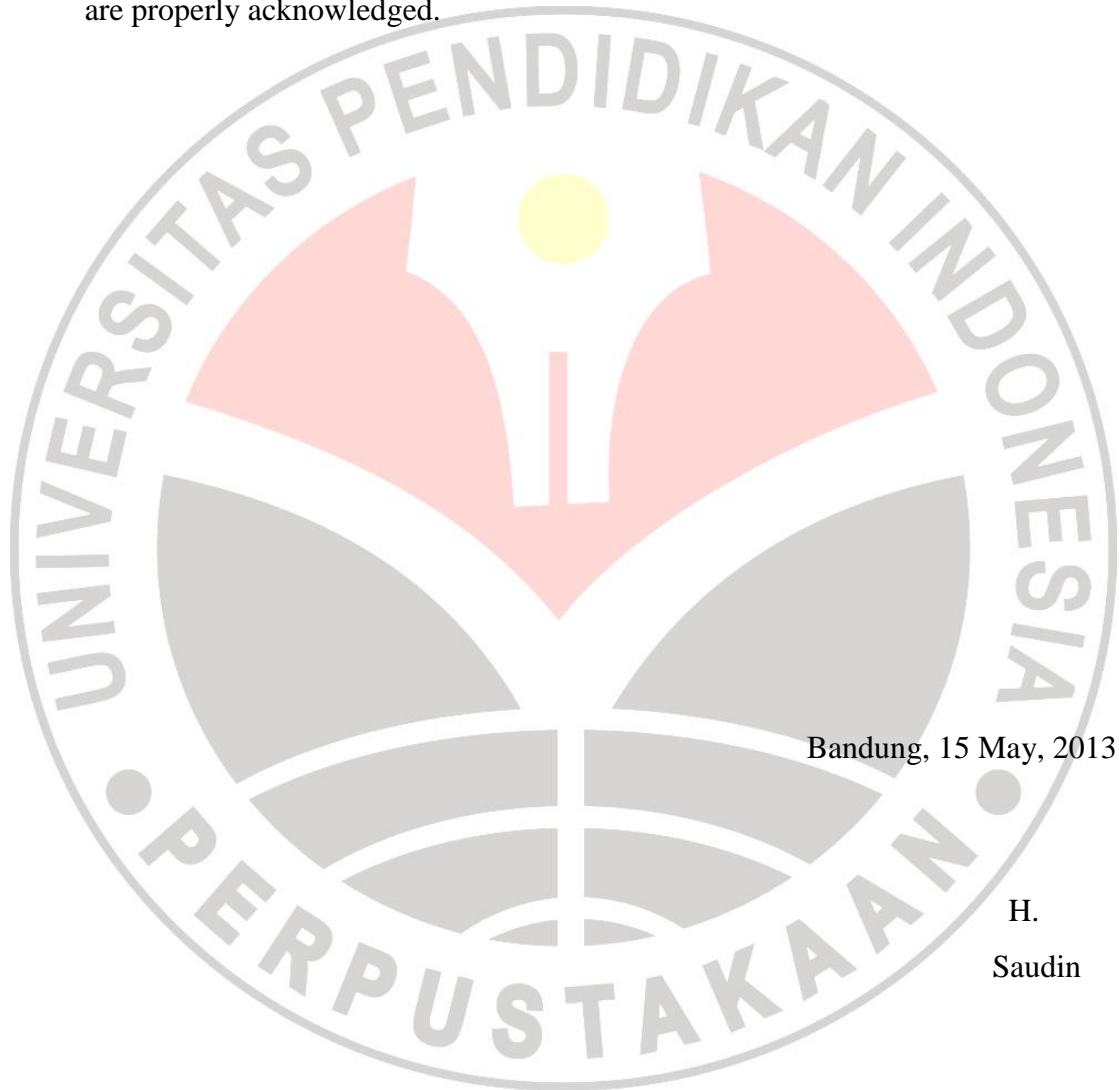 are properly acknowledged.
UNIVERSITAS PENDIDIKAN INDONESIA
Bandung, 15 May, 2013
H.
Saudin
PERPUSTAKAAN